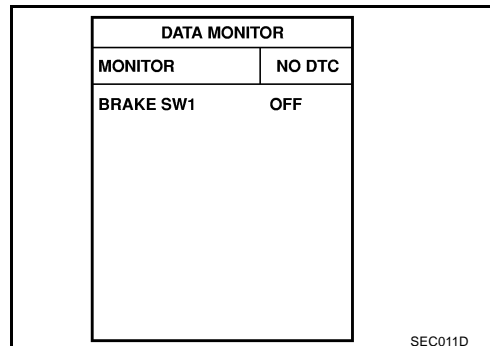 DATA MONITOR
MONITOR NO DTC
BRAKE SW1 OFF
SEC011D